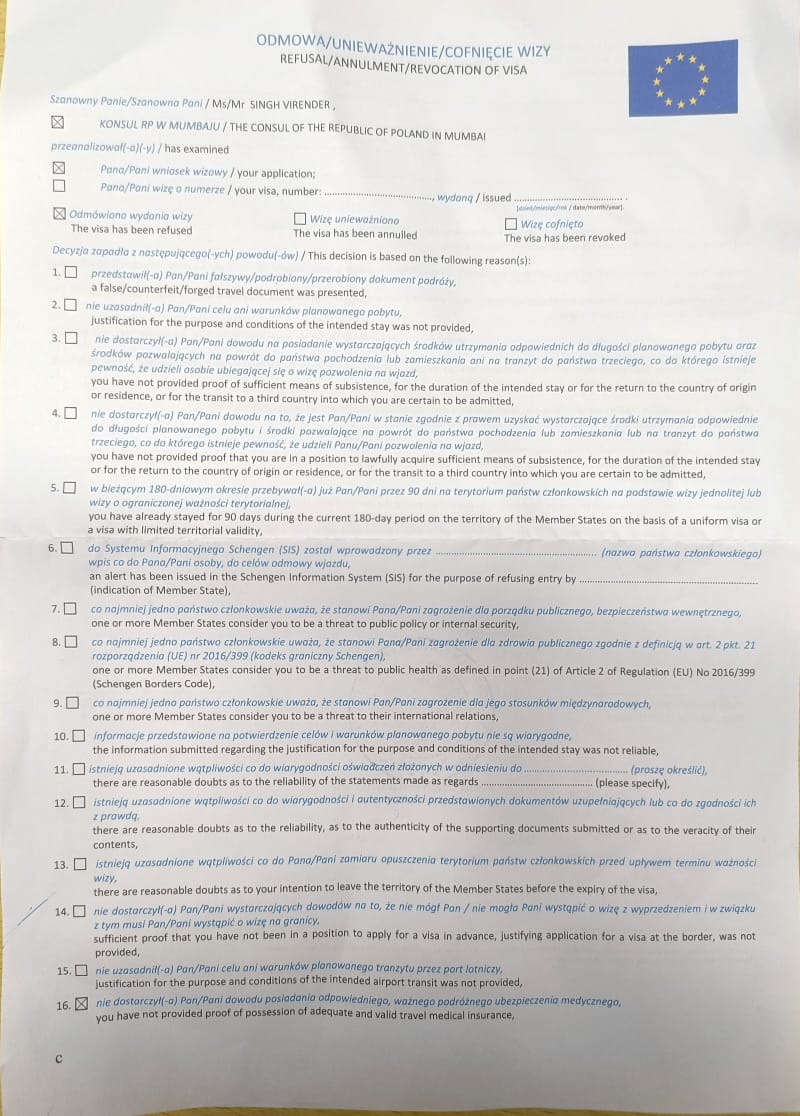 ODMOWA/UNIEWAŻNIENIE/COFNIĘCIE WIZY
REFUSAL/ANNULMENT/REVOCATION OF VISA
Szanowny Panie/Szanowna Pani / Ms/Mr SINGH VIRENDER ,
☒ KONSUL RP W MUMBAJU / THE CONSUL OF THE REPUBLIC OF POLAND IN MUMBAI
przeanalizował(-a)(-y) / has examined
☒ Pana/Pani wniosek wizowy / your application;
☐ Pana/Pani wizę o numerze / your visa, number: ................................, wydaną / issued ................................ .
(dzień/miesiąc/rok / date/month/year).
☒ Odmówiono wydania wizy ☐ Wizę unieważniono ☐ Wizę cofnięto
The visa has been refused The visa has been annulled The visa has been revoked
Decyzja zapadła z następującego(-ych) powodu(-ów) / This decision is based on the following reason(s):
1. ☐ przedstawił(-a) Pan/Pani fałszywy/podrobiony/przerobiony dokument podróży,
a false/counterfeit/forged travel document was presented,
2. ☐ nie uzasadnił(-a) Pan/Pani celu ani warunków planowanego pobytu,
justification for the purpose and conditions of the intended stay was not provided,
3. ☐ nie dostarczył(-a) Pan/Pani dowodu na posiadanie wystarczających środków utrzymania odpowiednich do długości planowanego pobytu oraz
środków pozwalających na powrót do państwa pochodzenia lub zamieszkania ani na tranzyt do państwa trzeciego, co do którego istnieje
pewność, że udzieli osobie ubiegającej się o wizę pozwolenia na wjazd,
you have not provided proof of sufficient means of subsistence, for the duration of the intended stay or for the return to the country of origin
or residence, or for the transit to a third country into which you are certain to be admitted,
4. ☐ nie dostarczył(-a) Pan/Pani dowodu na to, że jest Pan/Pani w stanie zgodnie z prawem uzyskać wystarczające środki utrzymania odpowiednie
do długości planowanego pobytu i środki pozwalające na powrót do państwa pochodzenia lub zamieszkania lub na tranzyt do państwa
trzeciego, co do którego istnieje pewność, że udzieli Panu/Pani pozwolenia na wjazd,
you have not provided proof that you are in a position to lawfully acquire sufficient means of subsistence, for the duration of the intended stay
or for the return to the country of origin or residence, or for the transit to a third country into which you are certain to be admitted,
5. ☐ w bieżącym 180-dniowym okresie przebywał(-a) już Pan/Pani przez 90 dni na terytorium państw członkowskich na podstawie wizy jednolitej lub
wizy o ograniczonej ważności terytorialnej,
you have already stayed for 90 days during the current 180-day period on the territory of the Member States on the basis of a uniform visa or
a visa with limited territorial validity,
6. ☐ do Systemu Informacyjnego Schengen (SIS) został wprowadzony przez ................................ (nazwa państwa członkowskiego)
wpis co do Pana/Pani osoby, do celów odmowy wjazdu,
an alert has been issued in the Schengen Information System (SIS) for the purpose of refusing entry by ................................
(indication of Member State),
7. ☐ co najmniej jedno państwo członkowskie uważa, że stanowi Pana/Pani zagrożenie dla porządku publicznego, bezpieczeństwa wewnętrznego,
one or more Member States consider you to be a threat to public policy or internal security,
8. ☐ co najmniej jedno państwo członkowskie uważa, że stanowi Pana/Pani zagrożenie dla zdrowia publicznego zgodnie z definicją w art. 2 pkt. 21
rozporządzenia (UE) nr 2016/399 (kodeks graniczny Schengen),
one or more Member States consider you to be a threat to public health as defined in point (21) of Article 2 of Regulation (EU) No 2016/399
(Schengen Borders Code),
9. ☐ co najmniej jedno państwo członkowskie uważa, że stanowi Pan/Pani zagrożenie dla jego stosunków międzynarodowych,
one or more Member States consider you to be a threat to their international relations,
10. ☐ informacje przedstawione na potwierdzenie celów i warunków planowanego pobytu nie są wiarygodne,
the information submitted regarding the justification for the purpose and conditions of the intended stay was not reliable,
11. ☐ istnieją uzasadnione wątpliwości co do wiarygodności oświadczeń złożonych w odniesieniu do ................................ (proszę określić),
there are reasonable doubts as to the reliability of the statements made as regards ................................ (please specify),
12. ☐ istnieją uzasadnione wątpliwości co do wiarygodności i autentyczności przedstawionych dokumentów uzupełniających lub co do zgodności ich
z prawdą,
there are reasonable doubts as to the reliability, as to the authenticity of the supporting documents submitted or as to the veracity of their
contents,
13. ☐ istnieją uzasadnione wątpliwości co do Pana/Pani zamiaru opuszczenia terytorium państw członkowskich przed upływem terminu ważności
wizy,
there are reasonable doubts as to your intention to leave the territory of the Member States before the expiry of the visa,
14. ☐ nie dostarczył(-a) Pan/Pani wystarczających dowodów na to, że nie mógł Pan / nie mogła Pani wystąpić o wizę z wyprzedzeniem i w związku
z tym musi Pan/Pani wystąpić o wizę na granicy,
sufficient proof that you have not been in a position to apply for a visa in advance, justifying application for a visa at the border, was not
provided,
15. ☐ nie uzasadnił(-a) Pan/Pani celu ani warunków planowanego tranzytu przez port lotniczy,
justification for the purpose and conditions of the intended airport transit was not provided,
16. ☒ nie dostarczył(-a) Pan/Pani dowodu posiadania odpowiedniego, ważnego podróżnego ubezpieczenia medycznego,
you have not provided proof of possession of adequate and valid travel medical insurance,
C